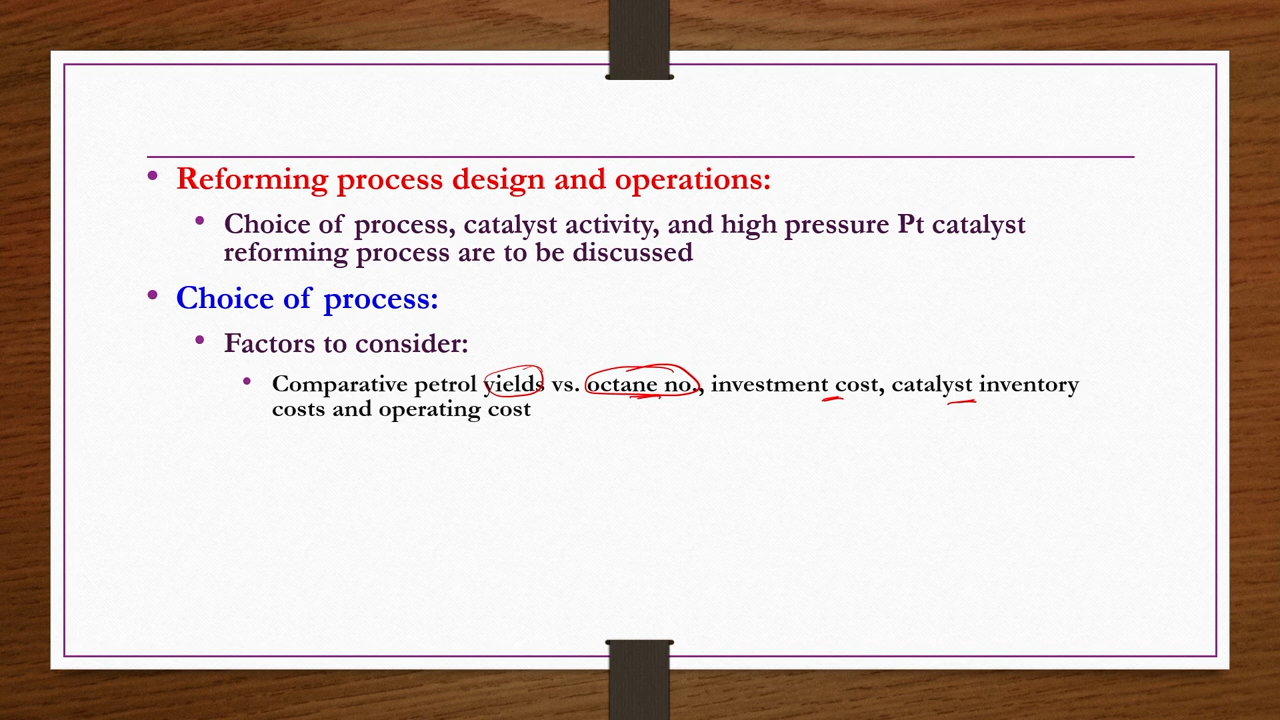 Reforming process design and operations:
Choice of process, catalyst activity, and high pressure Pt catalyst
reforming process are to be discussed
Choice of process:
Factors to consider:
Comparative petrol yields vs. octane no., investment cost, catalyst inventory
costs and operating cost